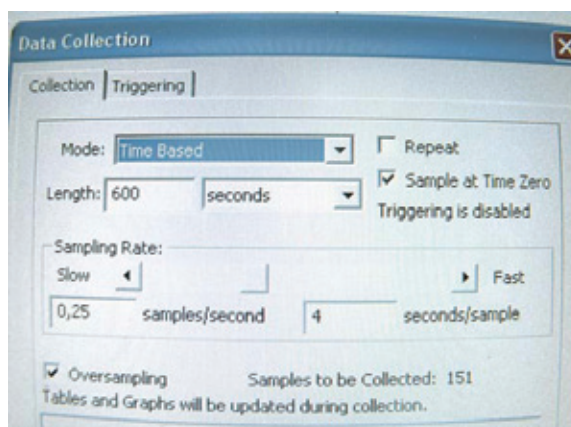 Data Collection
Collection Triggering
Mode: Time Based Repeat
Length: 600 seconds Sample at Time Zero
Triggering is disabled
Sampling Rate:
Slow Fast
0,25 samples/second 4 seconds/sample
Oversampling Samples to be Collected: 151
Tables and Graphs will be updated during collection.